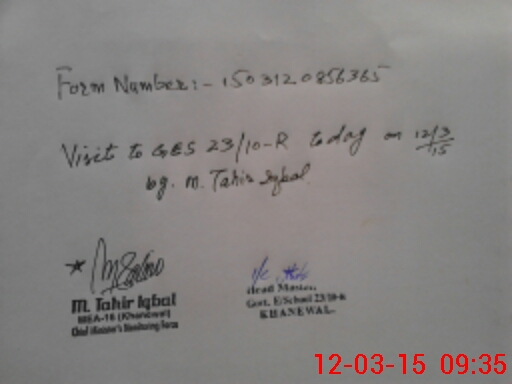 Form Number:- 1503120856365
Visit to GES 23/10-R today on 12/3/15
by. M. Tahir Iqbal.
M. Tahir Iqbal
MEA-16 (Khanewal)
Chief Minister's Monitoring Force
I/C
Head Master,
Govt. E/School 23/10-R
KHANEWAL-
12-03-15 09:35